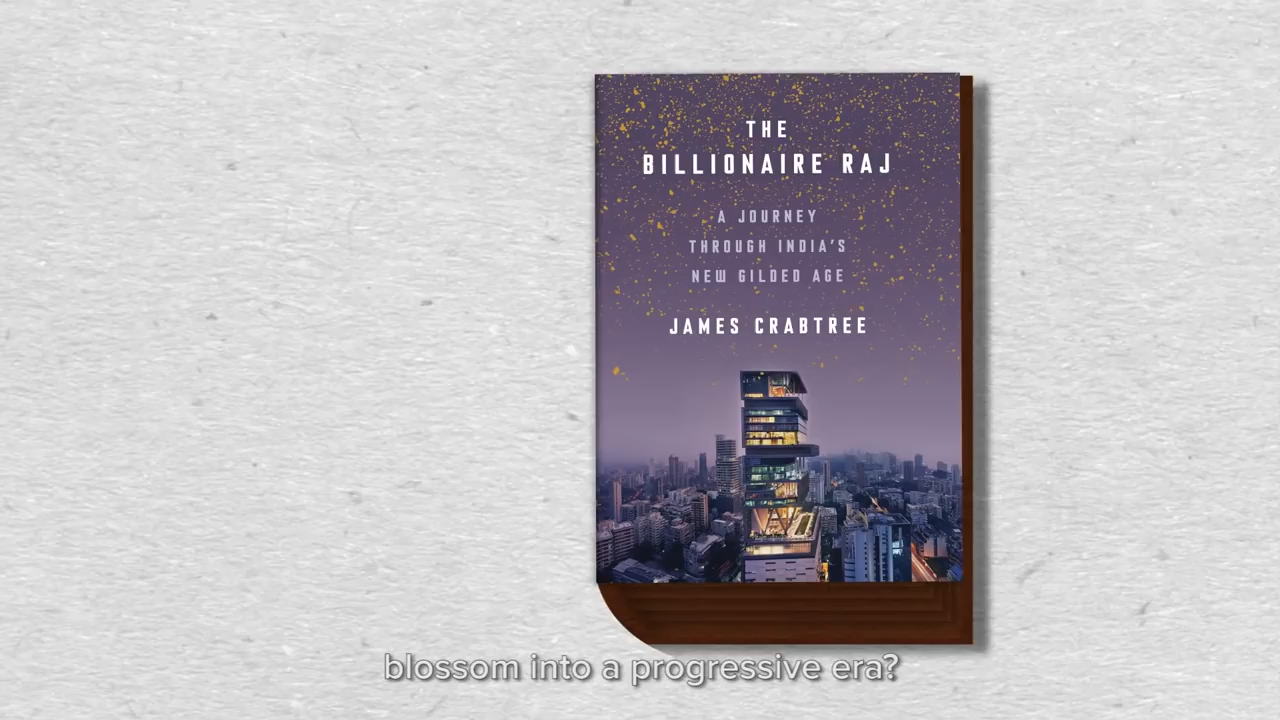 THE
BILLIONAIRE RAJ
A JOURNEY
THROUGH INDIA'S
NEW GILDED AGE
JAMES CRABTREE
blossom into a progressive era?